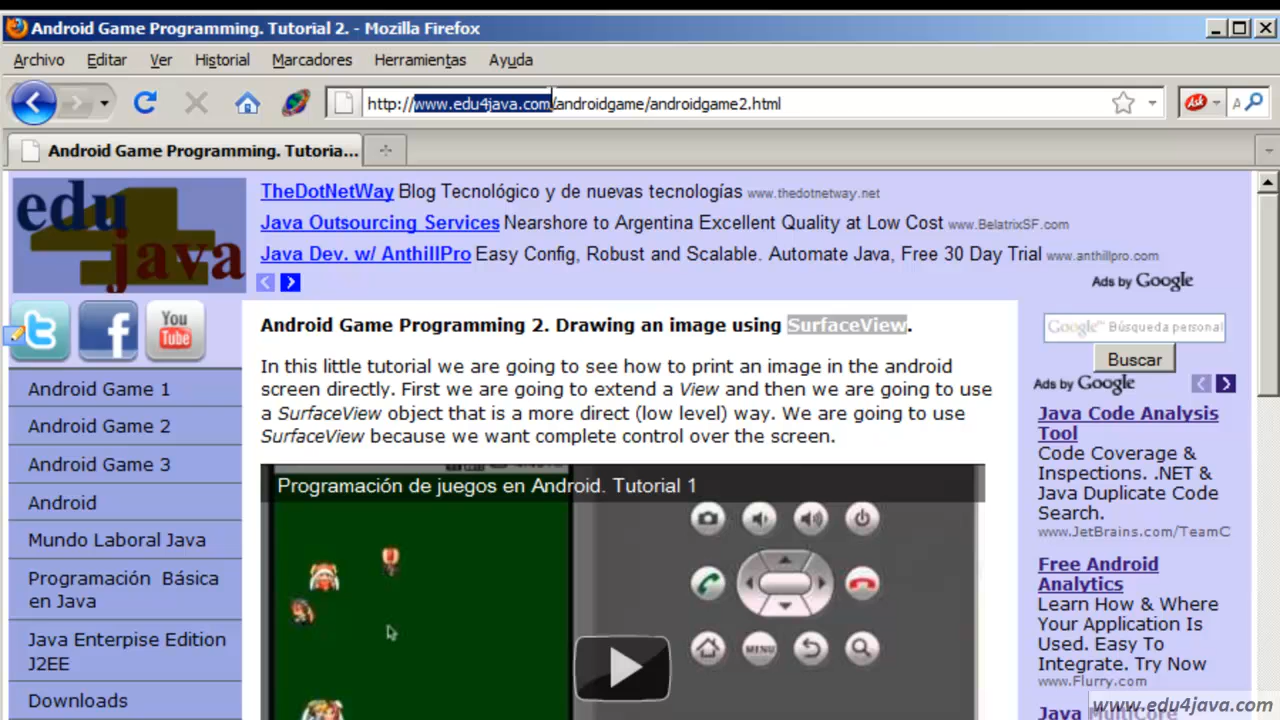 Android Game Programming. Tutorial 2. - Mozilla Firefox
Archivo Editar Ver Historial Marcadores Herramientas Ayuda
http://www.edu4java.com/androidgame/androidgame2.html
Ask A
Android Game Programming. Tutoria...
edu
4
java
TheDotNetWay Blog Tecnológico y de nuevas tecnologías www.thedotnetway.net
Java Outsourcing Services Nearshore to Argentina Excellent Quality at Low Cost www.BelatrixSF.com
Java Dev. w/ AnthillPro Easy Config, Robust and Scalable. Automate Java, Free 30 Day Trial www.anthillpro.com
Ads by Google
You
Tube
Android Game 1
Android Game 2
Android Game 3
Android
Mundo Laboral Java
Programación Básica
en Java
Java Enterpise Edition
J2EE
Downloads
Android Game Programming 2. Drawing an image using SurfaceView.
In this little tutorial we are going to see how to print an image in the android
screen directly. First we are going to extend a View and then we are going to use
a SurfaceView object that is a more direct (low level) way. We are going to use
SurfaceView because we want complete control over the screen.
Programación de juegos en Android. Tutorial 1
MENU
Google™ Búsqueda personal
Buscar
Ads by Google
Java Code Analysis
Tool
Code Coverage &
Inspections. .NET &
Java Duplicate Code
Search.
www.JetBrains.com/TeamC
Free Android
Analytics
Learn How & Where
Your Application Is
Used. Easy To
Integrate. Try Now
www.Flurry.com
Java MultiCore
www.edu4java.com